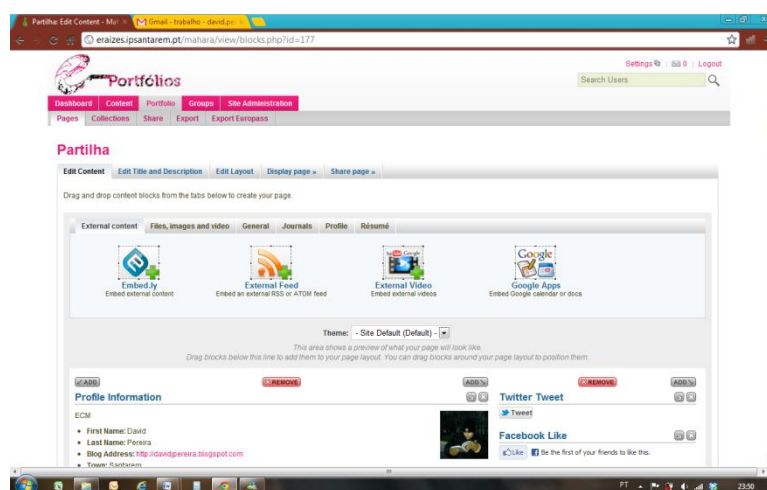 Partilha: Edit Content - Mah
Gmail - trabalho - david.pe
eraizes.ipsantarem.pt/mahara/view/blocks.php?id=177
Settings 0 Logout
Portfólios
Search Users
Dashboard Content Portfolio Groups Site Administration
Pages Collections Share Export Export Europass
Partilha
Edit Content Edit Title and Description Edit Layout Display page » Share page »
Drag and drop content blocks from the tabs below to create your page.
External content Files, images and video General Journals Profile Résumé
Google
Embed.ly External Feed External Video Google Apps
Embed external content Embed an external RSS or ATOM feed Embed external videos Embed Google calendar or docs
Theme: - Site Default (Default) -
This area shows a preview of what your page will look like.
Drag blocks below this line to add them to your page layout. You can drag blocks around your page layout to position them.
ADD REMOVE ADD REMOVE ADD
Profile Information Twitter Tweet
ECM Tweet
First Name: David
Last Name: Pereira
Facebook Like
Blog Address: http://davidjpereira.blogspot.com
Like Be the first of your friends to like this.
Town: Santarem
PT 23:50